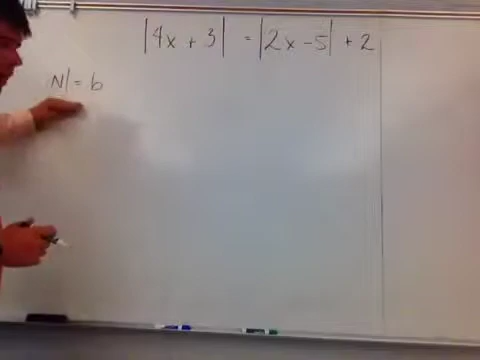 |4x + 3| = |2x - 5| + 2
N| = b